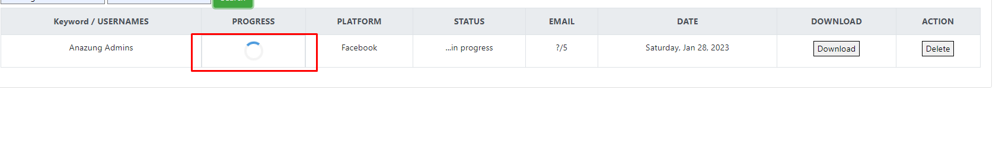 Keyword / USERNAMES PROGRESS PLATFORM STATUS EMAIL DATE DOWNLOAD ACTION
Anazung Admins Facebook ...in progress ?/5 Saturday, Jan 28, 2023 Download Delete